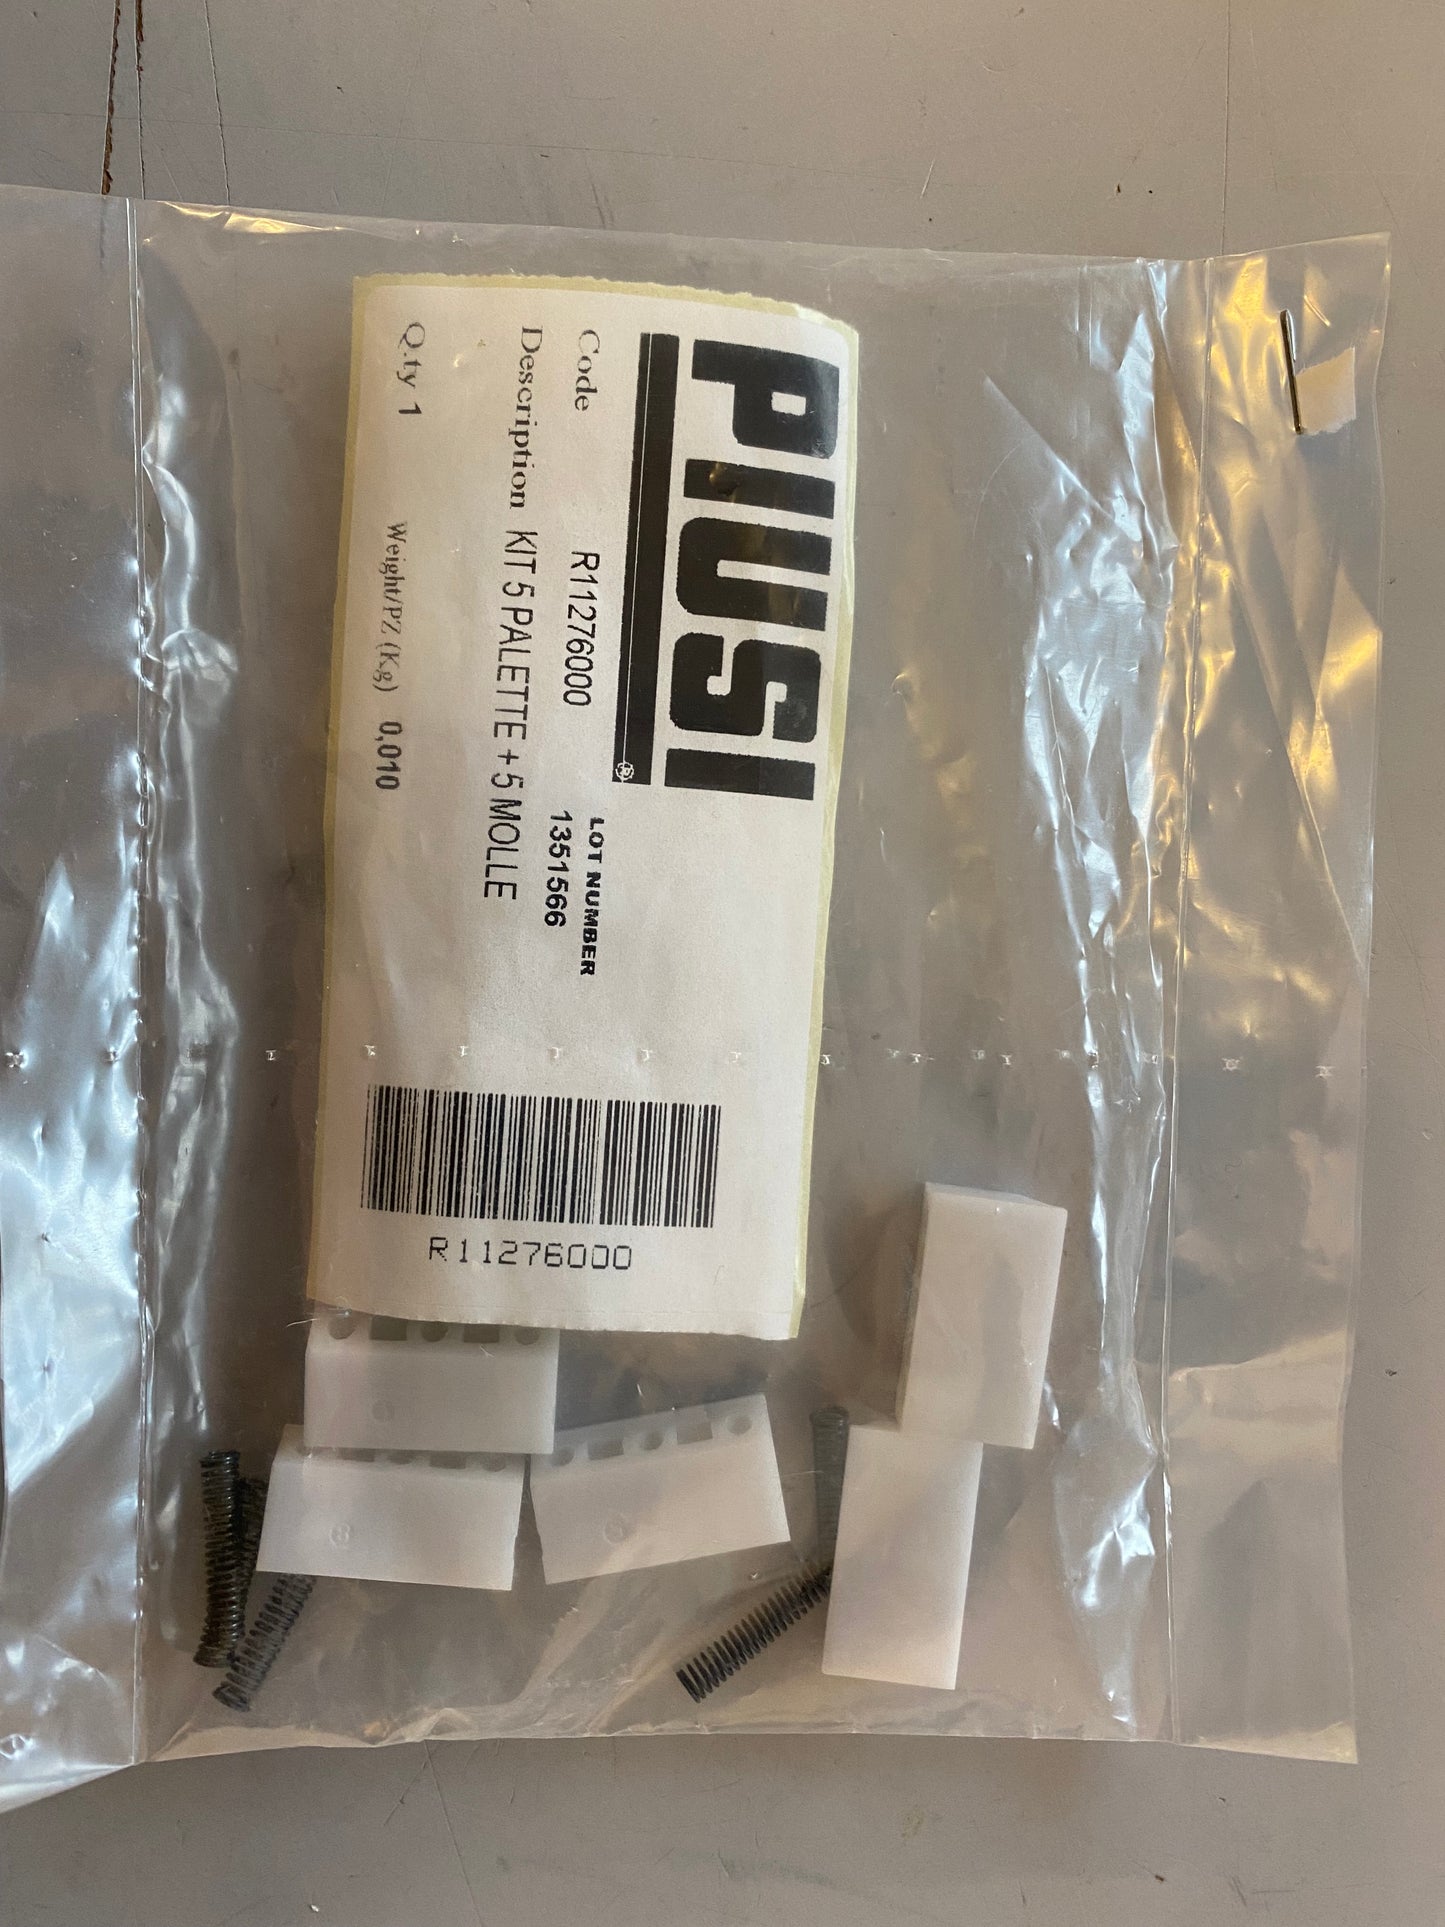 PIUSI
®
LOT NUMBER
Code R11276000 1351566
Description KIT 5 PALETTE + 5 MOLLE
Q.ty 1 Weight/PZ (Kg) 0,010
R11276000